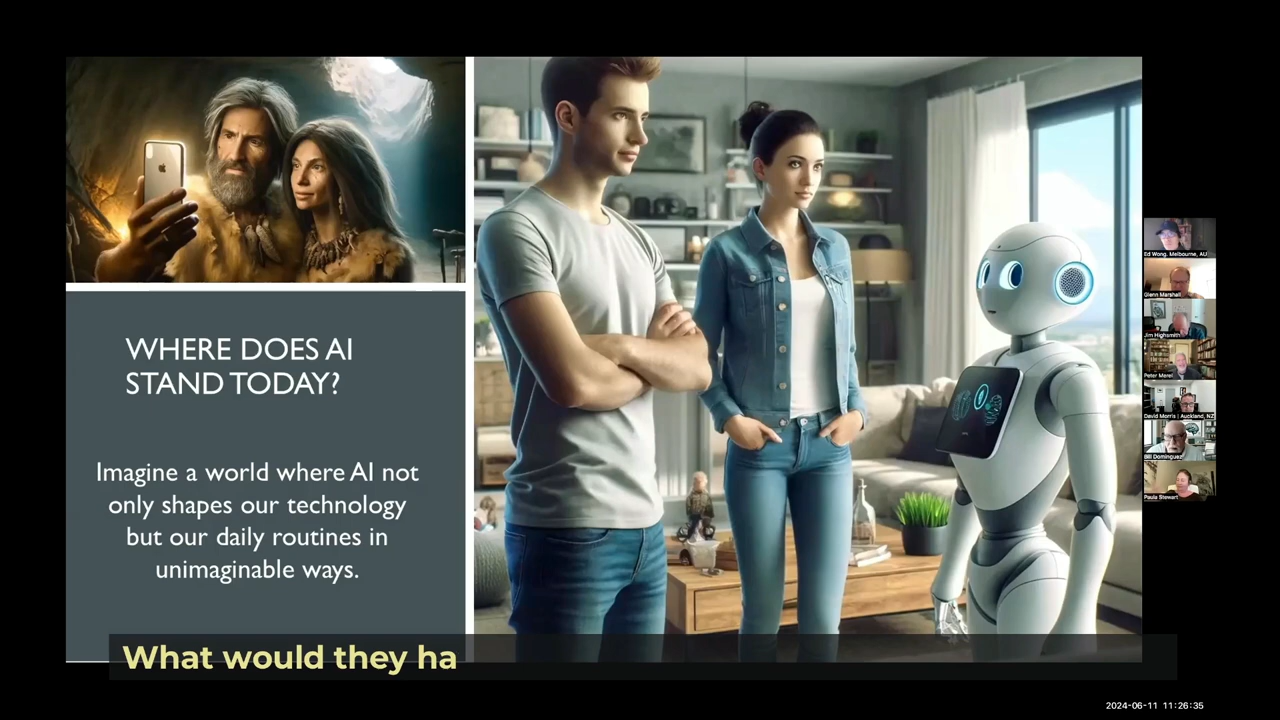 WHERE DOES AI
STAND TODAY?
Imagine a world where AI not
only shapes our technology
but our daily routines in
unimaginable ways.
Ed Wong, Melbourne, AU
Glenn Marshall
Jim Highsmith
Peter Merel
David Morris | Auckland, NZ
Bill Dominguez
Paula Stewart
What would they ha
2024-06-11 11:26:35